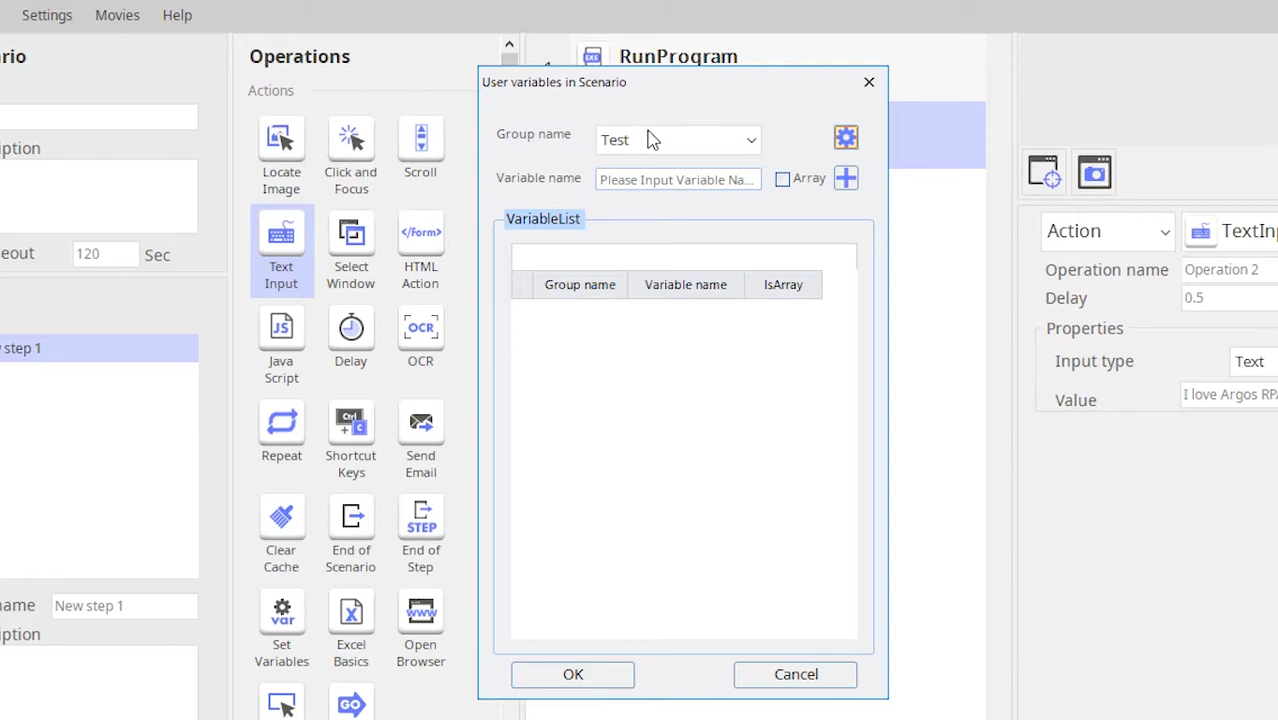 Settings Movies Help
rio
ption
eout 120 Sec
v step 1
name New step 1
ription
Operations
Actions
Locate Image
Click and Focus
Scroll
Text Input
Select Window
</Form>
HTML Action
JS
Java Script
Delay
OCR
OCR
Repeat
Ctrl + C
Shortcut Keys
Send Email
Clear Cache
End of Scenario
STEP
End of Step
var
Set Variables
X
Excel Basics
www
Open Browser
GO
EXE
RunProgram
User variables in Scenario
Group name Test
Variable name Please Input Variable Na... Array
VariableList
Group name Variable name IsArray
OK Cancel
Action TextInp
Operation name Operation 2
Delay 0.5
Properties
Input type Text
Value I love Argos RPA